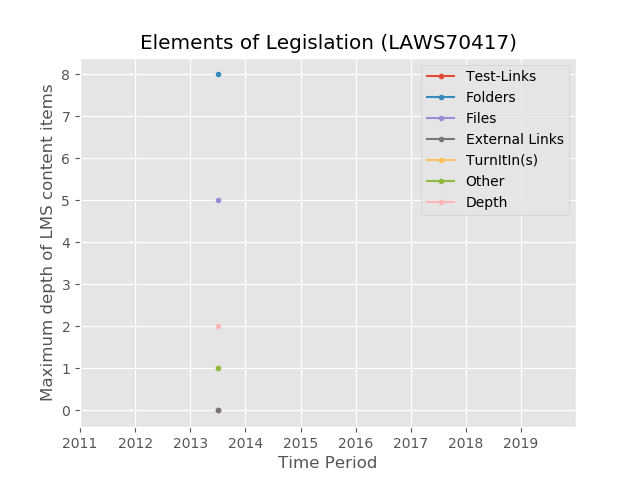 Elements of Legislation (LAWS70417)
Maximum depth of LMS content items
8
7
6
5
4
3
2
1
0
Test-Links
Folders
Files
External Links
TurnItIn(s)
Other
Depth
2011 2012 2013 2014 2015 2016 2017 2018 2019
Time Period